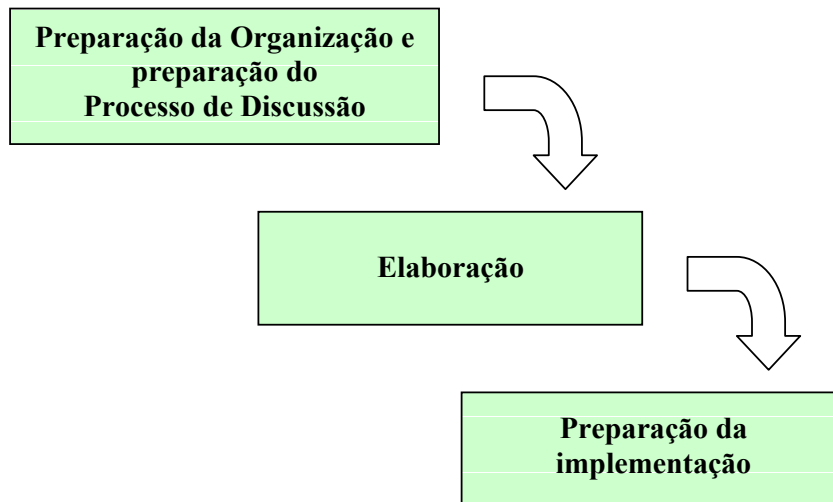 Preparação da Organização e
preparação do
Processo de Discussão
Elaboração
Preparação da
implementação